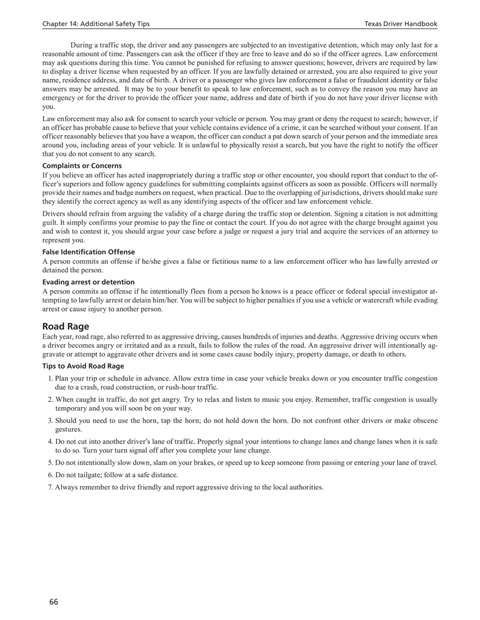 Chapter 14: Additional Safety Tips
Texas Driver Handbook
During a traffic stop, the driver and any passengers are subjected to an investigative detention, which may only last for a
reasonable amount of time. Passengers can ask the officer if they are free to leave and do so if the officer agrees. Law enforcement
may ask questions during this time. You cannot be punished for refusing to answer questions; however, drivers are required by law
to display a driver license when requested by an officer. If you are lawfully detained or arrested, you are also required to give your
name, residence address, and date of birth. A driver or a passenger who gives law enforcement a false or fraudulent identity or false
answers may be arrested. It may be to your benefit to speak to law enforcement, such as to convey the reason you may have an
emergency or for the driver to provide the officer your name, address and date of birth if you do not have your driver license with
you.
Law enforcement may also ask for consent to search your vehicle or person. You may grant or deny the request to search; however, if
an officer has probable cause to believe that your vehicle contains evidence of a crime, it can be searched without your consent. If an
officer reasonably believes that you have a weapon, the officer can conduct a pat down search of your person and the immediate area
around you, including areas of your vehicle. It is unlawful to physically resist a search, but you have the right to notify the officer
that you do not consent to any search.
Complaints or Concerns
If you believe an officer has acted inappropriately during a traffic stop or other encounter, you should report that conduct to the of-
ficer's superiors and follow agency guidelines for submitting complaints against officers as soon as possible. Officers will normally
provide their names and badge numbers on request, when practical. Due to the overlapping of jurisdictions, drivers should make sure
they identify the correct agency as well as any identifying aspects of the officer and law enforcement vehicle.
Drivers should refrain from arguing the validity of a charge during the traffic stop or detention. Signing a citation is not admitting
guilt. It simply confirms your promise to pay the fine or contact the court. If you do not agree with the charge brought against you
and wish to contest it, you should argue your case before a judge or request a jury trial and acquire the services of an attorney to
represent you.
False Identification Offense
A person commits an offense if he/she gives a false or fictitious name to a law enforcement officer who has lawfully arrested or
detained the person.
Evading arrest or detention
A person commits an offense if he intentionally flees from a person he knows is a peace officer or federal special investigator at-
tempting to lawfully arrest or detain him/her. You will be subject to higher penalties if you use a vehicle or watercraft while evading
arrest or cause injury to another person.
Road Rage
Each year, road rage, also referred to as aggressive driving, causes hundreds of injuries and deaths. Aggressive driving occurs when
a driver becomes angry or irritated and as a result, fails to follow the rules of the road. An aggressive driver will intentionally ag-
gravate or attempt to aggravate other drivers and in some cases cause bodily injury, property damage, or death to others.
Tips to Avoid Road Rage
1. Plan your trip or schedule in advance. Allow extra time in case your vehicle breaks down or you encounter traffic congestion
due to a crash, road construction, or rush-hour traffic.
2. When caught in traffic, do not get angry. Try to relax and listen to music you enjoy. Remember, traffic congestion is usually
temporary and you will soon be on your way.
3. Should you need to use the horn, tap the horn; do not hold down the horn. Do not confront other drivers or make obscene
gestures.
4. Do not cut into another driver's lane of traffic. Properly signal your intentions to change lanes and change lanes when it is safe
to do so. Turn your turn signal off after you complete your lane change.
5. Do not intentionally slow down, slam on your brakes, or speed up to keep someone from passing or entering your lane of travel.
6. Do not tailgate; follow at a safe distance.
7. Always remember to drive friendly and report aggressive driving to the local authorities.
66